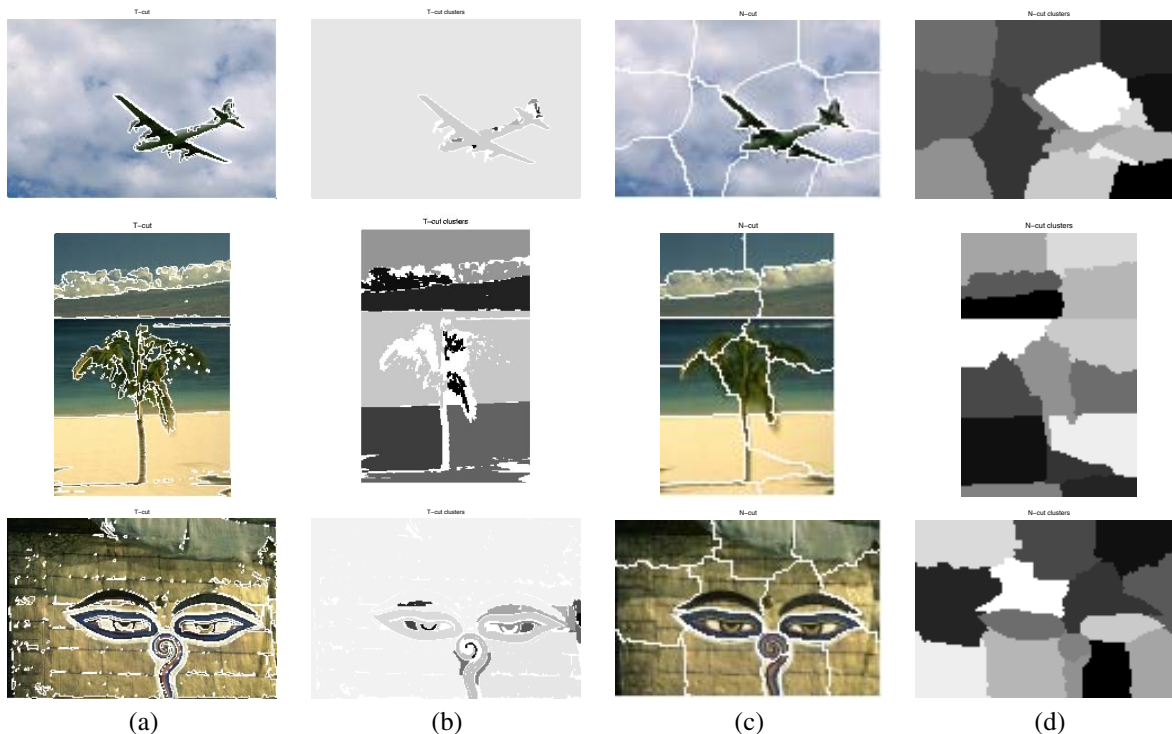 T-cut
T-cut clusters
N-cut
N-cut clusters
T-cut
T-cut clusters
N-cut
N-cut clusters
T-cut
T-cut clusters
N-cut
N-cut clusters
(a)
(b)
(c)
(d)